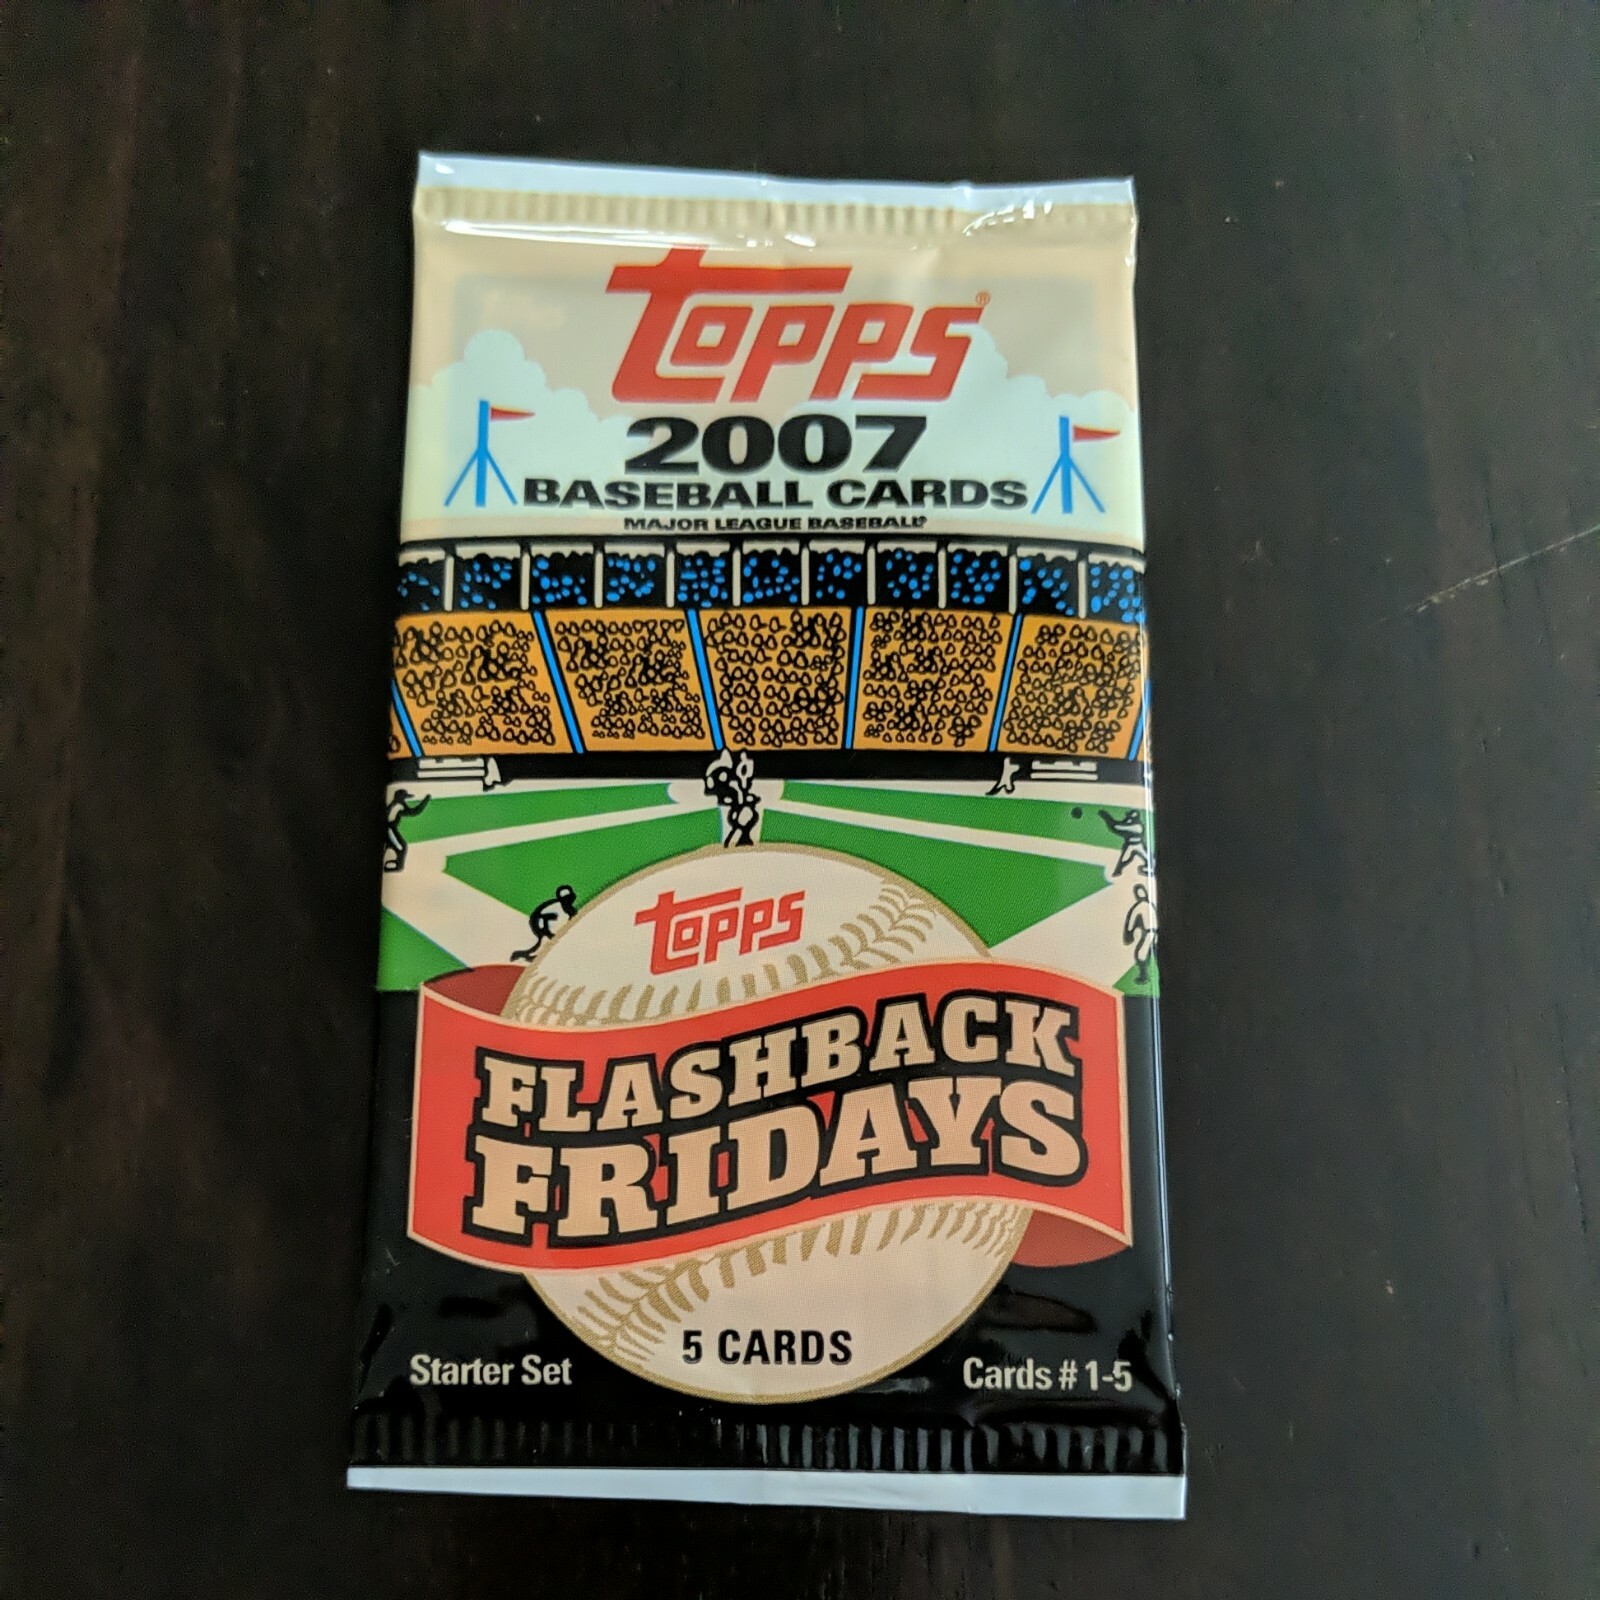 Topps®
2007
BASEBALL CARDS
MAJOR LEAGUE BASEBALL®
Topps
FLASHBACK
FRIDAYS
5 CARDS
Starter Set
Cards # 1-5